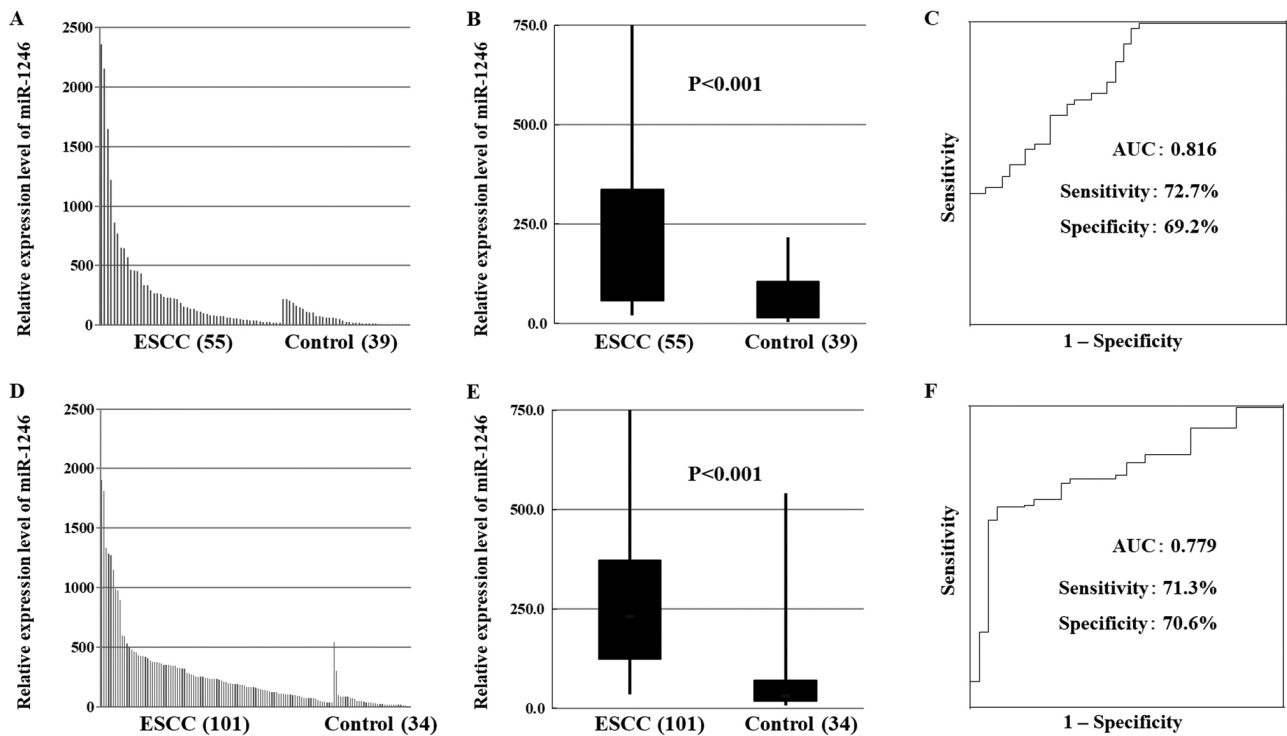 A
Relative expression level of miR-1246
2500
2000
1500
1000
500
0
ESCC (55)
Control (39)
B
Relative expression level of miR-1246
750.0
500.0
250.0
0.0
P<0.001
ESCC (55)
Control (39)
C
Sensitivity
AUC: 0.816
Sensitivity: 72.7%
Specificity: 69.2%
1 – Specificity
D
Relative expression level of miR-1246
2500
2000
1500
1000
500
0
ESCC (101)
Control (34)
E
Relative expression level of miR-1246
750.0
500.0
250.0
0.0
P<0.001
ESCC (101)
Control (34)
F
Sensitivity
AUC: 0.779
Sensitivity: 71.3%
Specificity: 70.6%
1 – Specificity